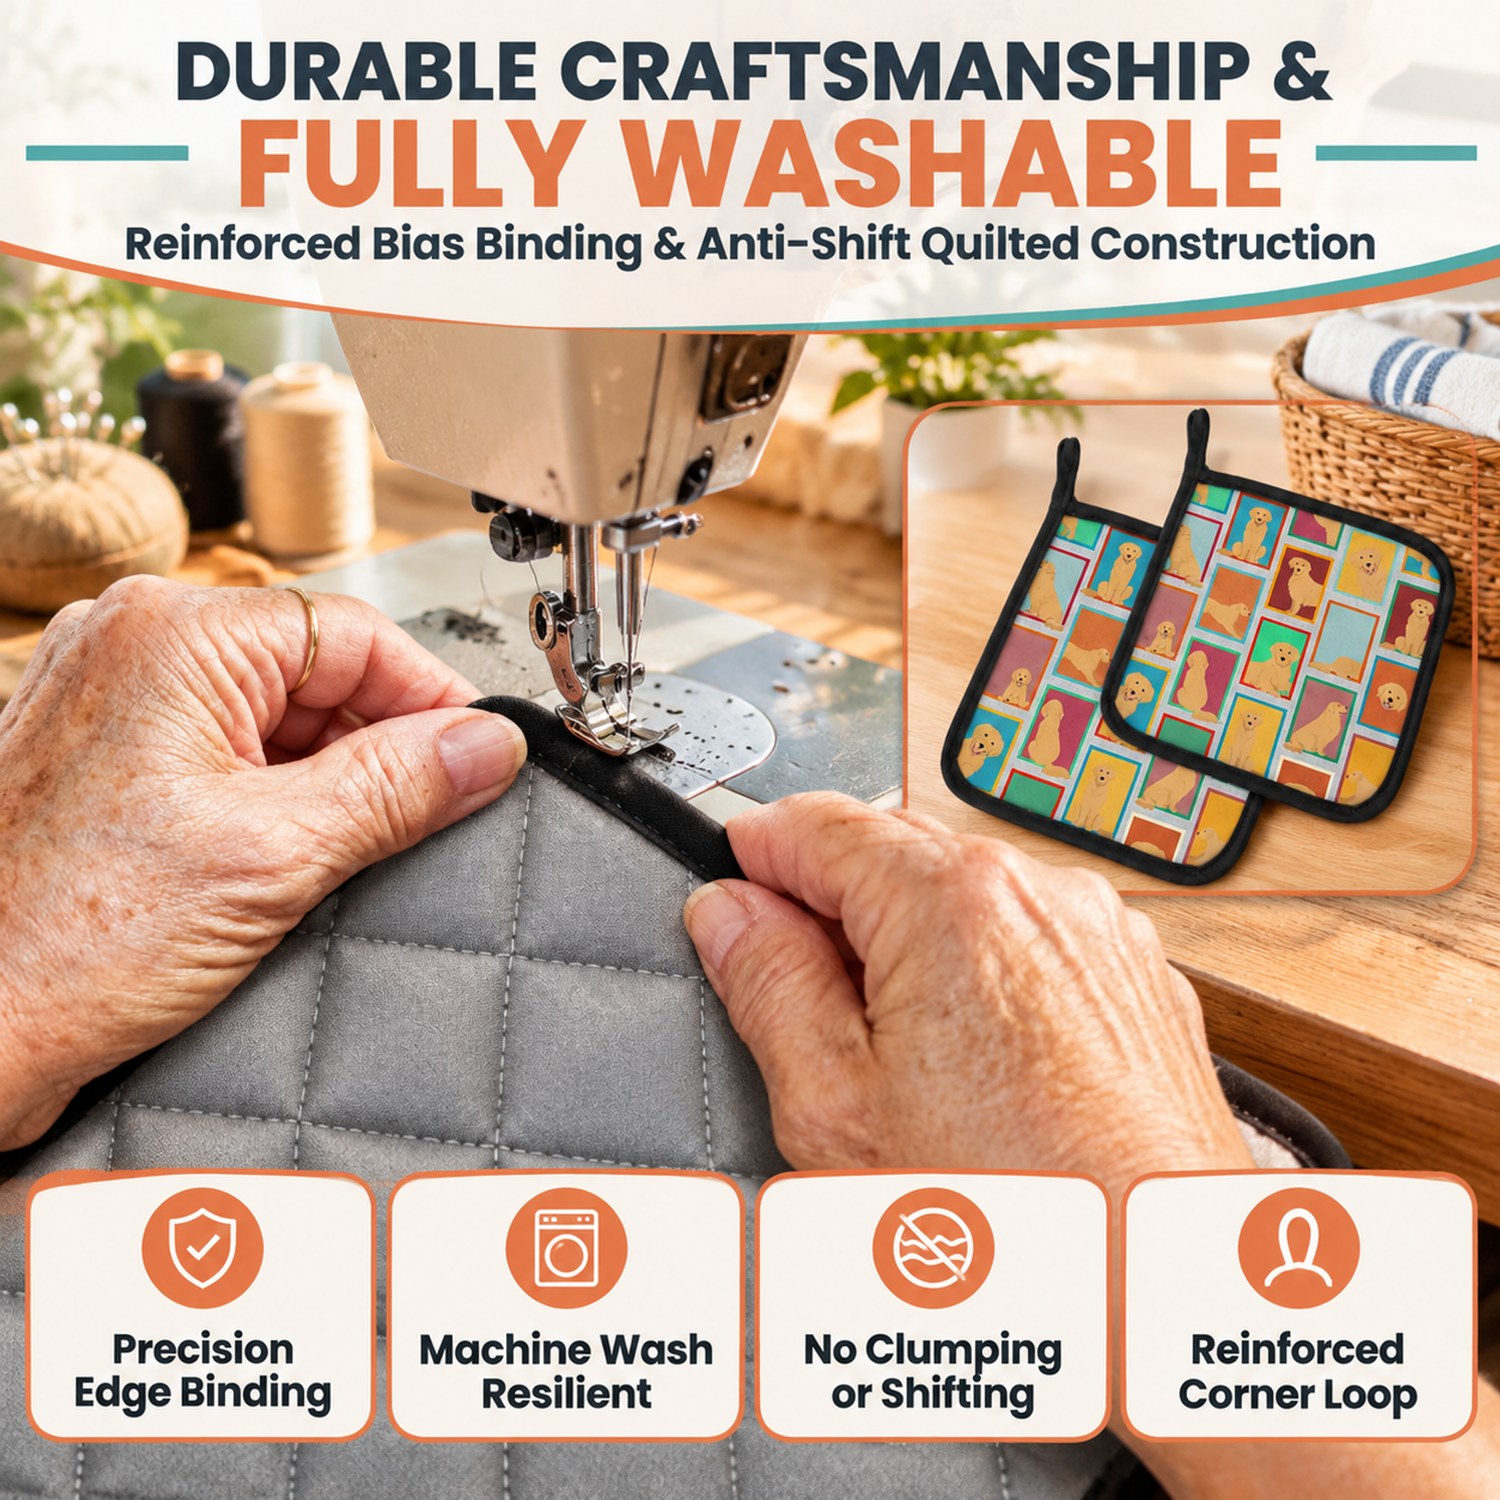 DURABLE CRAFTSMANSHIP &
FULLY WASHABLE
Reinforced Bias Binding & Anti-Shift Quilted Construction
Precision
Edge Binding
Machine Wash
Resilient
No Clumping
or Shifting
Reinforced
Corner Loop